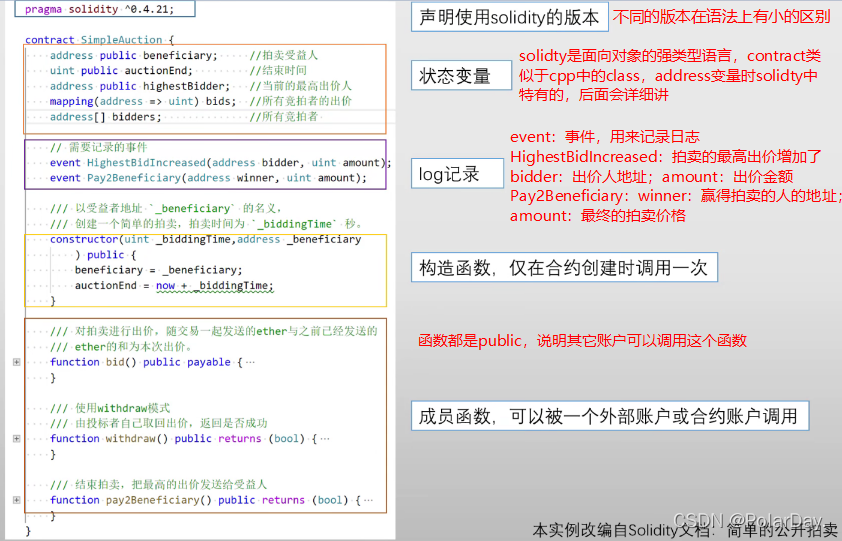 pragma solidity ^0.4.21;
声明使用solidity的版本
不同的版本在语法上有小的区别
contract SimpleAuction {
address public beneficiary; //拍卖受益人
uint public auctionEnd; //结束时间
address public highestBidder; //当前的最高出价人
mapping(address => uint) bids; //所有竞拍者的出价
address[] bidders; //所有竞拍者
状态变量
solidty是面向对象的强类型语言，contract类
似于cpp中的class，address变量时solidty中
特有的，后面会详细讲
// 需要记录的事件
event HighestBidIncreased(address bidder, uint amount);
event Pay2Beneficiary(address winner, uint amount);
log记录
event：事件，用来记录日志
HighestBidIncreased：拍卖的最高出价增加了
bidder：出价人地址；amount：出价金额
Pay2Beneficiary：winner：赢得拍卖的人的地址；
amount：最终的拍卖价格
/// 以受益者地址 `_beneficiary` 的名义，
/// 创建一个简单的拍卖，拍卖时间为 `_biddingTime` 秒。
constructor(uint _biddingTime,address _beneficiary
) public {
beneficiary = _beneficiary;
auctionEnd = now + _biddingTime;
}
构造函数，仅在合约创建时调用一次
/// 对拍卖进行出价，随交易一起发送的ether与之前已经发送的
/// ether的和为本次出价。
function bid() public payable {…
}
函数都是public，说明其它账户可以调用这个函数
/// 使用withdraw模式
/// 由投标者自己取回出价，返回是否成功
function withdraw() public returns (bool) {…
}
成员函数，可以被一个外部账户或合约账户调用
/// 结束拍卖，把最高的出价发送给受益人
function pay2Beneficiary() public returns (bool) {…
}
}
本实例改编自Solidity文档：简单的公开拍卖
CSDN @PolarDay.